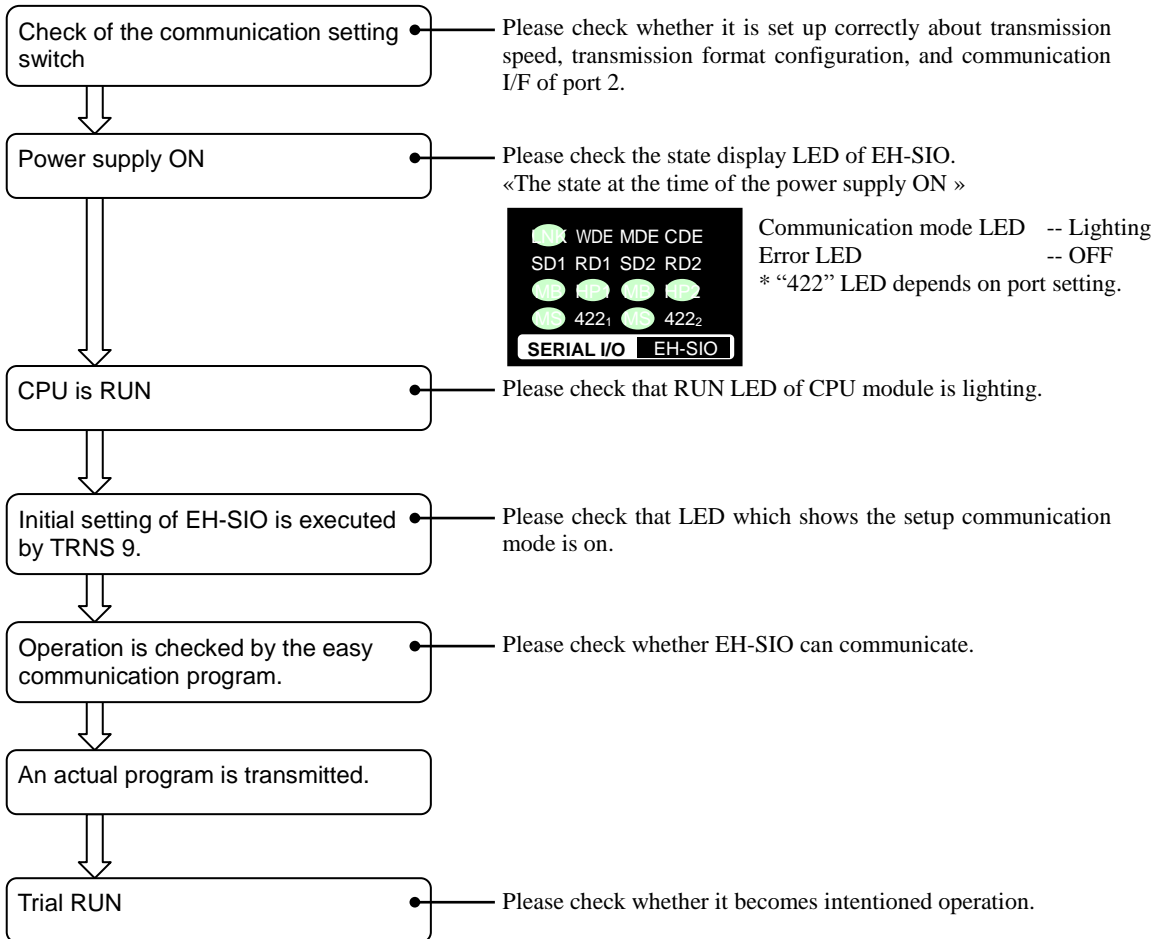 Check of the communication setting
switch
Please check whether it is set up correctly about transmission
speed, transmission format configuration, and communication
I/F of port 2.
Power supply ON
Please check the state display LED of EH-SIO.
«The state at the time of the power supply ON »
LNK WDE MDE CDE
SD1 RD1 SD2 RD2
MP HP1 MP HP2
MS 422₁ MS 422₂
SERIAL I/O EH-SIO
Communication mode LED -- Lighting
Error LED -- OFF
* “422” LED depends on port setting.
CPU is RUN
Please check that RUN LED of CPU module is lighting.
Initial setting of EH-SIO is executed
by TRNS 9.
Please check that LED which shows the setup communication
mode is on.
Operation is checked by the easy
communication program.
Please check whether EH-SIO can communicate.
An actual program is transmitted.
Trial RUN
Please check whether it becomes intentioned operation.